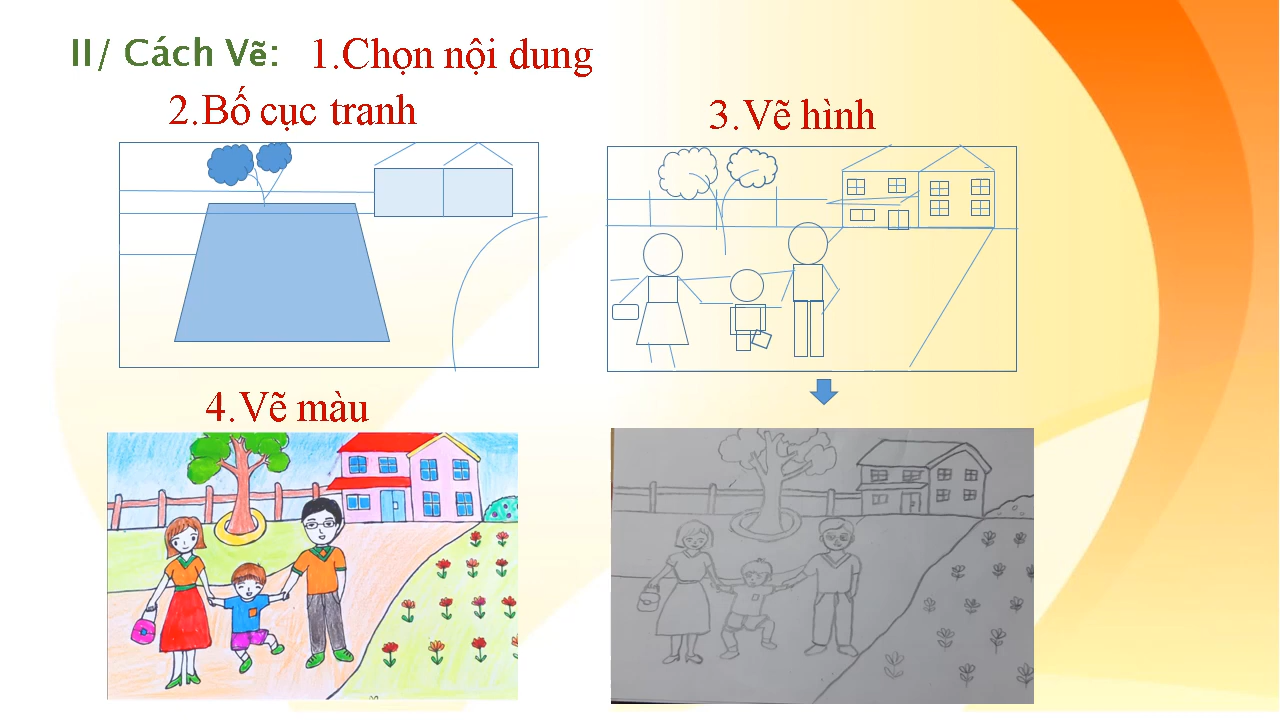 II/ Cách Vẽ: 1.Chọn nội dung
2.Bố cục tranh
3.Vẽ hình
4.Vẽ màu